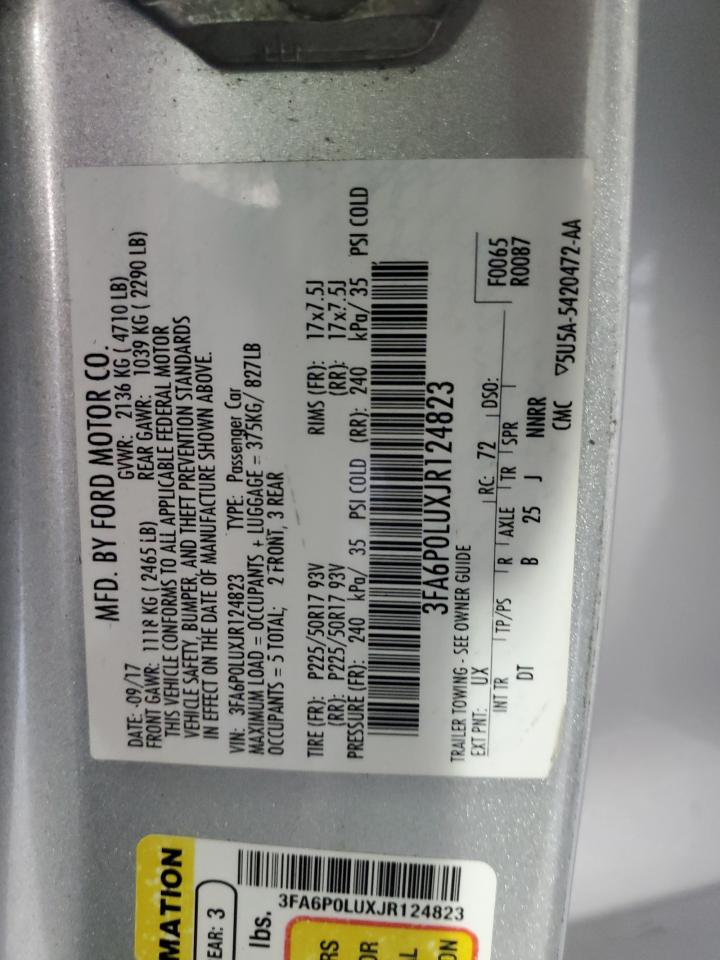 MFD. BY FORD MOTOR CO.
DATE: 09/17 GVWR: 2136 KG ( 4710 LB)
FRONT GAWR: 1118 KG ( 2465 LB) REAR GAWR: 1039 KG ( 2290 LB)
THIS VEHICLE CONFORMS TO ALL APPLICABLE FEDERAL MOTOR
VEHICLE SAFETY, BUMPER, AND THEFT PREVENTION STANDARDS
IN EFFECT ON THE DATE OF MANUFACTURE SHOWN ABOVE.
VIN: 3FA6P0LUXJR124823 TYPE: Passenger Car
MAXIMUM LOAD = OCCUPANTS + LUGGAGE = 375KG/ 827LB
OCCUPANTS = 5 TOTAL; 2 FRONT, 3 REAR
TIRE (FR): P225/50R17 93V RIMS (FR): 17x7.5J
(RR): P225/50R17 93V (RR): 17x7.5J
PRESSURE (FR): 240 kPa/ 35 PSI COLD (RR): 240 kPa/ 35 PSI COLD
3FA6P0LUXJR124823
TRAILER TOWING - SEE OWNER GUIDE
EXT PNT: UX RC: 72 DSO: F0065
INT TR TP/PS R AXLE TR SPR R0087
DT B 25 J NNRR
CMC ▽5U5A-5420472-AA
MATION
EAR: 3
lbs.
3FA6P0LUXJR124823
RS
OR
AL
ON